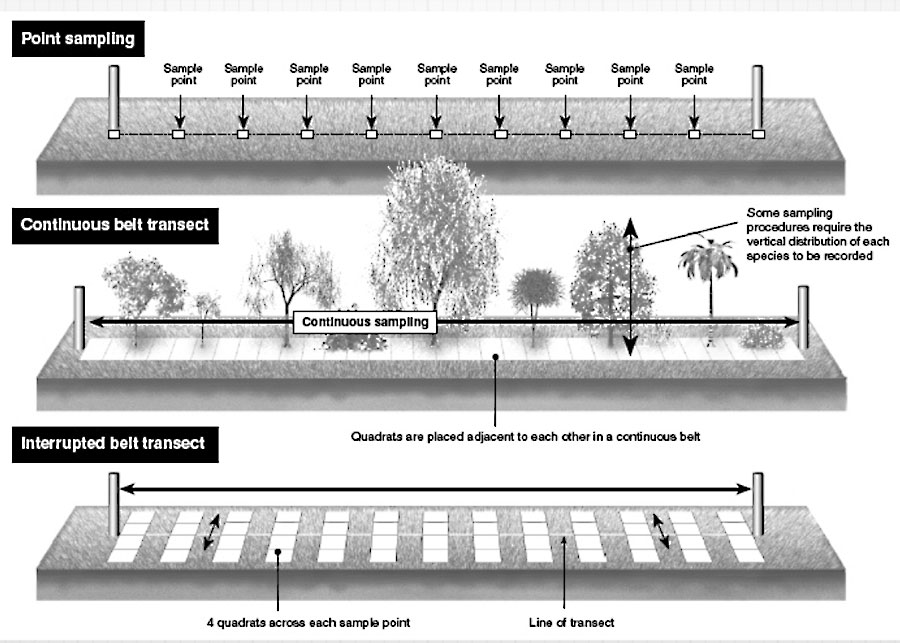 Point sampling
Sample Sample Sample Sample Sample Sample Sample Sample Sample
point point point point point point point point point
Continuous belt transect
Some sampling
procedures require the
vertical distribution of each
species to be recorded
Continuous sampling
Quadrats are placed adjacent to each other in a continuous belt
Interrupted belt transect
4 quadrats across each sample point
Line of transect